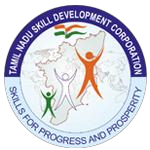 TAMIL NADU SKILL DEVELOPMENT CORPORATION
SKILLS FOR PROGRESS AND PROSPERITY